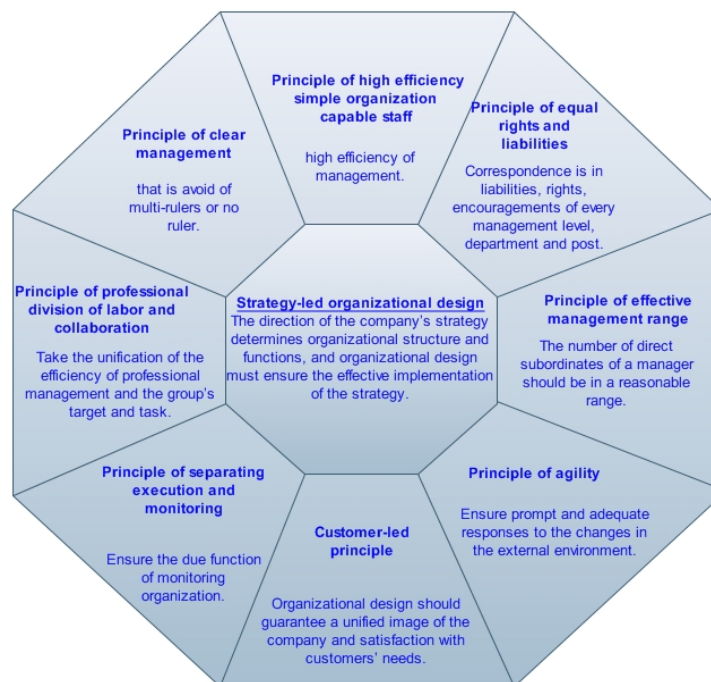 Principle of high efficiency
simple organization
capable staff
high efficiency of
management.
Principle of equal
rights and
liabilities
Correspondence is in
liabilities, rights,
encouragements of every
management level,
department and post.
Principle of clear
management
that is avoid of
multi-rulers or no
ruler.
Principle of professional
division of labor and
collaboration
Take the unification of the
efficiency of professional
management and the group's
target and task.
Strategy-led organizational design
The direction of the company's strategy
determines organizational structure and
functions, and organizational design
must ensure the effective implementation
of the strategy.
Principle of effective
management range
The number of direct
subordinates of a manager
should be in a reasonable
range.
Principle of separating
execution and
monitoring
Ensure the due function
of monitoring
organization.
Customer-led
principle
Organizational design should
guarantee a unified image of the
company and satisfaction with
customers' needs.
Principle of agility
Ensure prompt and adequate
responses to the changes in
the external environment.